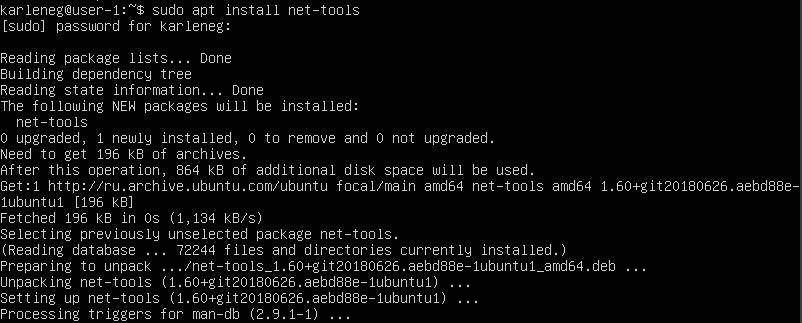 karleneg@user-1:~$ sudo apt install net-tools
[sudo] password for karleneg:
Reading package lists... Done
Building dependency tree
Reading state information... Done
The following NEW packages will be installed:
  net-tools
0 upgraded, 1 newly installed, 0 to remove and 0 not upgraded.
Need to get 196 kB of archives.
After this operation, 864 kB of additional disk space will be used.
Get:1 http://ru.archive.ubuntu.com/ubuntu focal/main amd64 net-tools amd64 1.60+git20180626.aebd88e-
1ubuntu1 [196 kB]
Fetched 196 kB in 0s (1,134 kB/s)
Selecting previously unselected package net-tools.
(Reading database ... 72244 files and directories currently installed.)
Preparing to unpack .../net-tools_1.60+git20180626.aebd88e-1ubuntu1_amd64.deb ...
Unpacking net-tools (1.60+git20180626.aebd88e-1ubuntu1) ...
Setting up net-tools (1.60+git20180626.aebd88e-1ubuntu1) ...
Processing triggers for man-db (2.9.1-1) ...